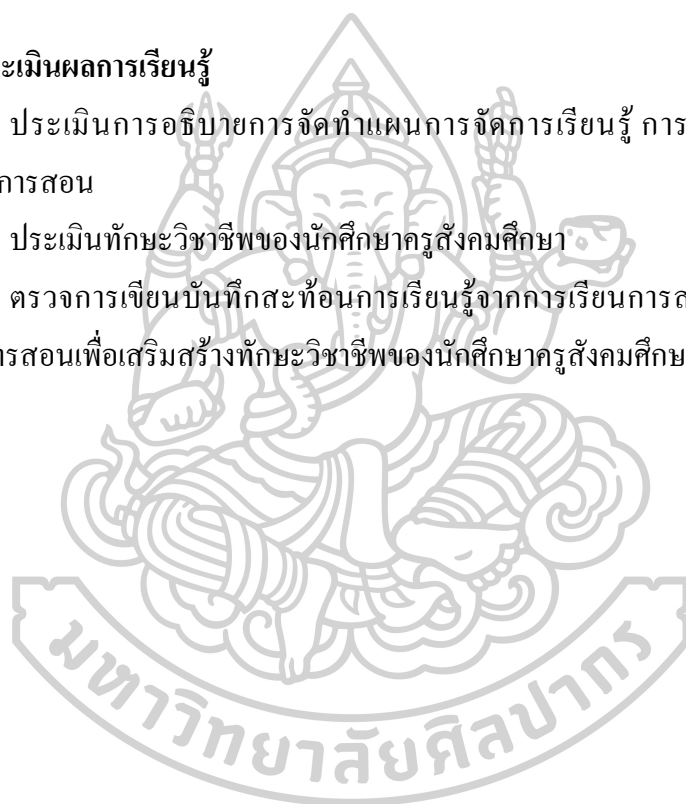 ะเมินผลการเรียนรู้
ประเมินการอธิบายการจัดทำแผนการจัดการเรียนรู้ การ
การสอน
ประเมินทักษะวิชาชีพของนักศึกษาครูสังคมศึกษา
ตรวจการเขียนบันทึกสะท้อนการเรียนรู้จากการเรียนการส
ารสอนเพื่อเสริมสร้างทักษะวิชาชีพของนักศึกษาครูสังคมศึกษ
มหาวิทยาลัยศิลปากร